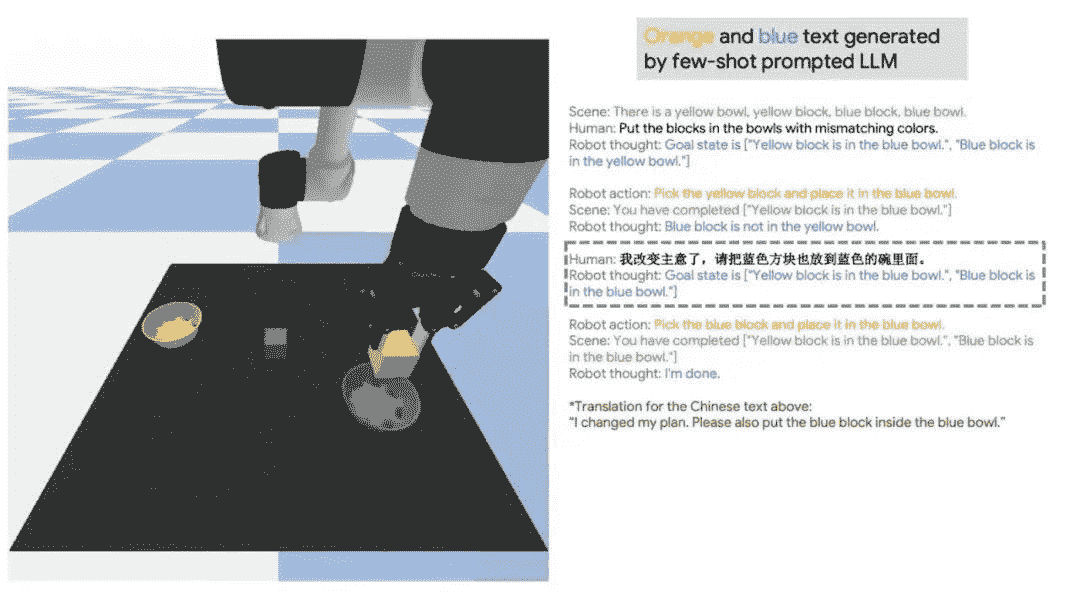 Orange and blue text generated
by few-shot prompted LLM
Scene: There is a yellow bowl, yellow block, blue block, blue bowl.
Human: Put the blocks in the bowls with mismatching colors.
Robot thought: Goal state is ["Yellow block is in the blue bowl.", "Blue block is
in the yellow bowl."]
Robot action: Pick the yellow block and place it in the blue bowl.
Scene: You have completed ["Yellow block is in the blue bowl."]
Robot thought: Blue block is not in the yellow bowl.
Human: 我改变主意了，请把蓝色方块也放到蓝色的碗里面。
Robot thought: Goal state is ["Yellow block is in the blue bowl.", "Blue block is
in the blue bowl."]
Robot action: Pick the blue block and place it in the blue bowl.
Scene: You have completed ["Yellow block is in the blue bowl.", "Blue block is
in the blue bowl."]
Robot thought: I'm done.
*Translation for the Chinese text above:
"I changed my plan. Please also put the blue block inside the blue bowl."